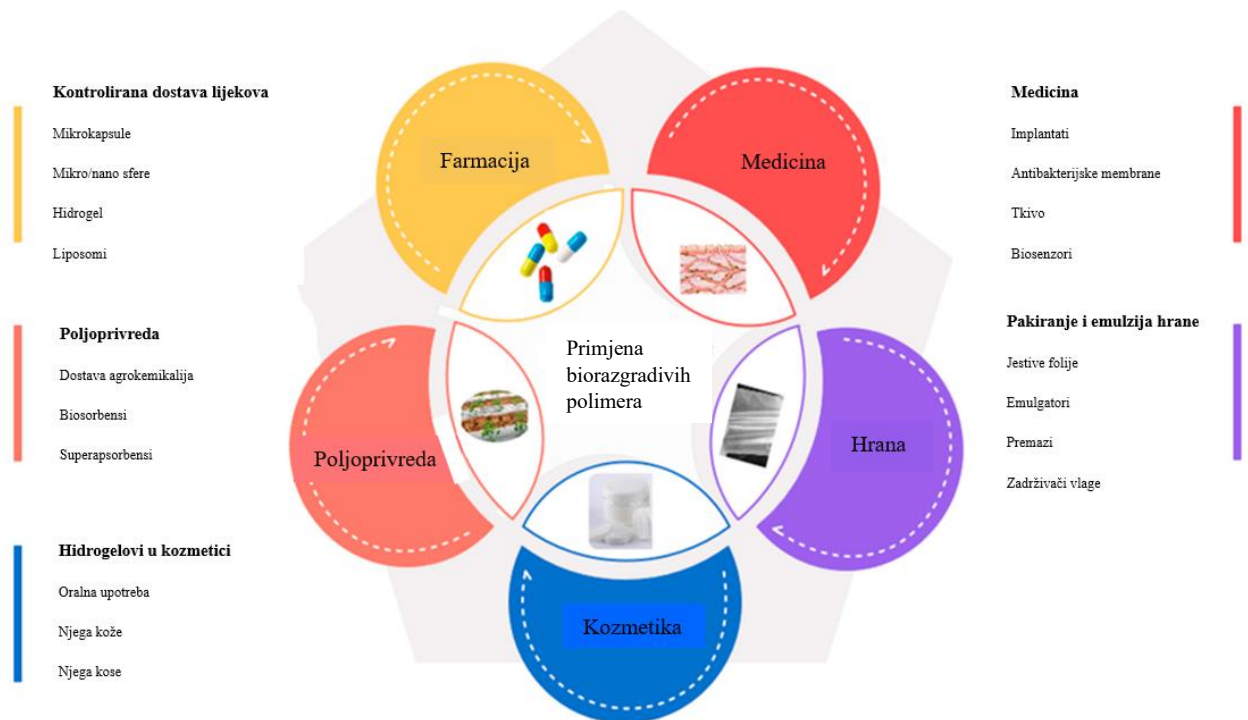 Kontrolirana dostava lijekova
Mikrokapsule
Mikro/nano sfere
Hidrogel
Liposomi
Poljoprivreda
Dostava agrokemikalija
Biosorbensi
Superapsorbensi
Hidrogelovi u kozmetici
Oralna upotreba
Njega kože
Njega kose
Farmacija
Medicina
Primjena
biorazgradivih
polimera
Poljoprivreda
Hrana
Kozmetika
Medicina
Implantati
Antibakterijske membrane
Tkivo
Biosenzori
Pakiranje i emulzija hrane
Jestive folije
Emulgatori
Premazi
Zadrživači vlage